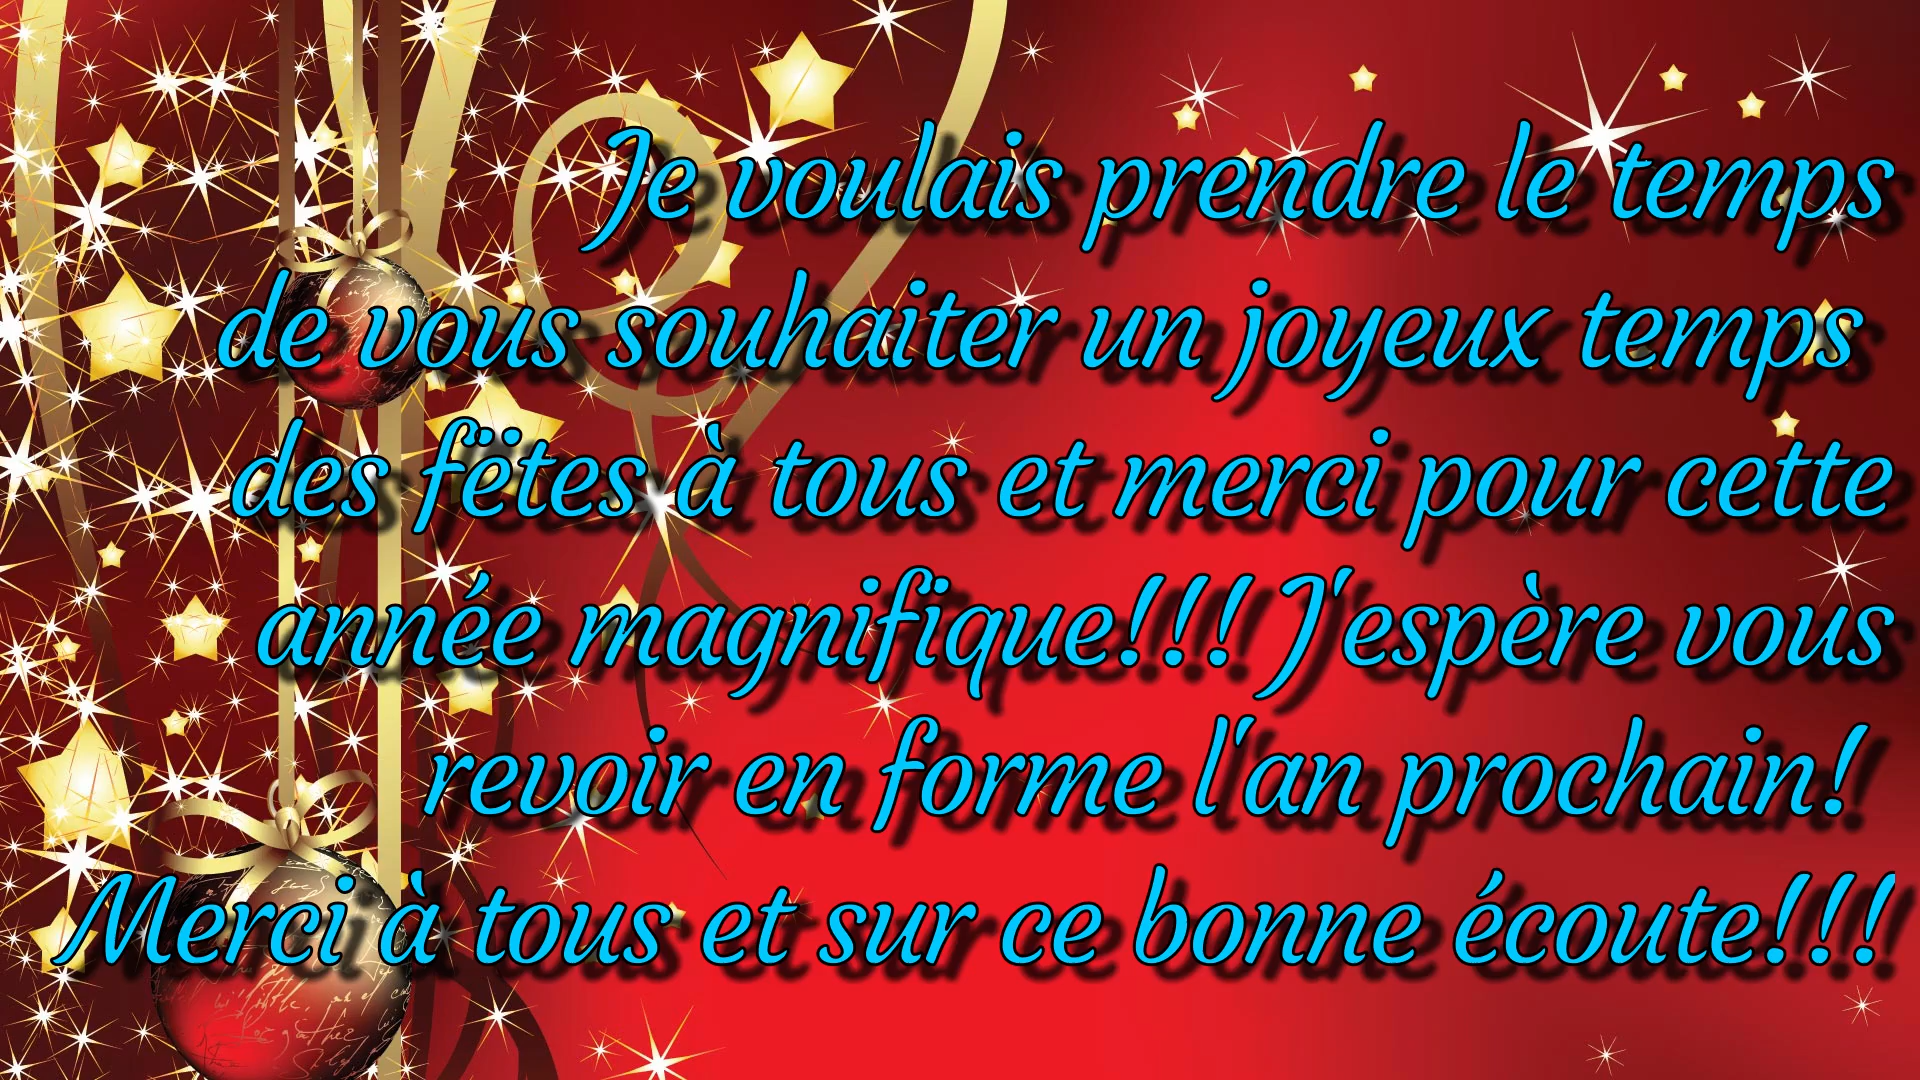 Je voulais prendre le temps
de vous souhaiter un joyeux temps
des fëtes à tous et merci pour cette
année magnifique!!! J'espère vous
revoir en forme l'an prochain!
Merci à tous et sur ce bonne écoute!!!